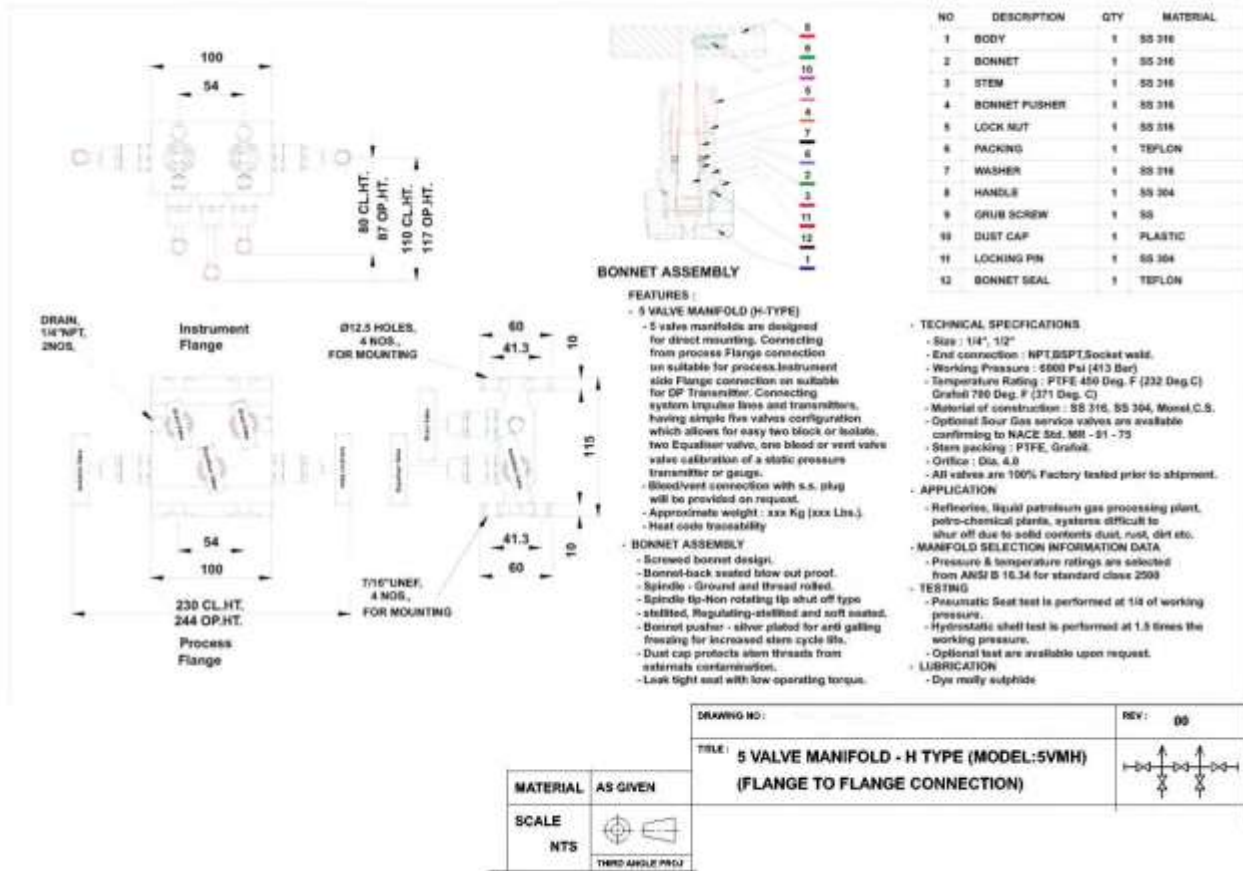 100
54
80 CL.HT.
87 OP.HT.
110 CL.HT.
117 OP.HT.
DRAIN,
1/4"NPT,
2NOS,
Instrument
Flange
Ø12.5 HOLES,
4 NOS.,
FOR MOUNTING
60
41.3
10
115
41.3
60
10
54
100
230 CL.HT.
244 OP.HT.
Process
Flange
7/16"UNEF,
4 NOS.,
FOR MOUNTING
10
5
4
7
6
2
3
11
12
1
BONNET ASSEMBLY
FEATURES :
- 5 VALVE MANIFOLD (H-TYPE)
- 5 valve manifolds are designed
for direct mounting. Connecting
from process Flange connection
on suitable for process.Instrument
side Flange connection on suitable
for DP Transmitter. Connecting
system impulse lines and transmitters,
having simple five valves configuration
which allows for easy two block or isolate,
two Equaliser valve, one bleed or vent valve
valve calibration of a static pressure
transmitter or gauge.
- Bleed/vent connection with s.s. plug
will be provided on request.
- Approximate weight : xxx Kg (xxx Lbs.)
- Heat code traceability
- BONNET ASSEMBLY
- Screwed bonnet design.
- Bonnet-back seated blow out proof.
- Spindle - Ground and thread rolled.
- Spindle tip-Non rotating tip shut off type
- stellited, Regulating-stellited and soft seated.
- Bonnet pusher - silver plated for anti galling
freezing for increased stem cycle life.
- Dust cap protects stem threads from
externals contamination.
- Leak tight seal with low operating torque.
NO DESCRIPTION QTY MATERIAL
1 BODY 1 SS 316
2 BONNET 1 SS 316
3 STEM 1 SS 316
4 BONNET PUSHER 1 SS 316
5 LOCK NUT 1 SS 316
6 PACKING 1 TEFLON
7 WASHER 1 SS 316
8 HANDLE 1 SS 304
9 GRUB SCREW 1 SS
10 DUST CAP 1 PLASTIC
11 LOCKING PIN 1 SS 304
12 BONNET SEAL 1 TEFLON
- TECHNICAL SPECFICATIONS
- Size : 1/4", 1/2"
- End connection : NPT,BSPT,Socket weld.
- Working Pressure : 6000 Psi (413 Bar)
- Temperature Rating : PTFE 450 Deg. F (232 Deg.C)
Grafoil 700 Deg. F (371 Deg. C)
- Material of construction : SS 316, SS 304, Monel,C.S.
- Optional Sour Gas service valves are available
confirming to NACE Std. MR - 01 - 75
- Stem packing : PTFE, Grafoil.
- Orifice : Dia. 4.0
- All valves are 100% Factory tested prior to shipment.
- APPLICATION
- Refineries, liquid patroleum gas processing plant,
petro-chemical plants, systems difficult to
shur off due to solid contents dust, rust, dirt etc.
- MANIFOLD SELECTION INFORMATION DATA
- Pressure & temperature ratings are selected
from ANSI B 16.34 for standard class 2500
- TESTING
- Pneumatic Seat test is performed at 1/4 of working
pressure.
- Hydrostatic shell test is performed at 1.5 times the
working pressure.
- Optional test are available upon request.
- LUBRICATION
- Dye molly sulphide
DRAWING NO :
REV : 00
TITLE : 5 VALVE MANIFOLD - H TYPE (MODEL:5VMH)
(FLANGE TO FLANGE CONNECTION)
MATERIAL AS GIVEN
SCALE
NTS
THIRD ANGLE PROJ